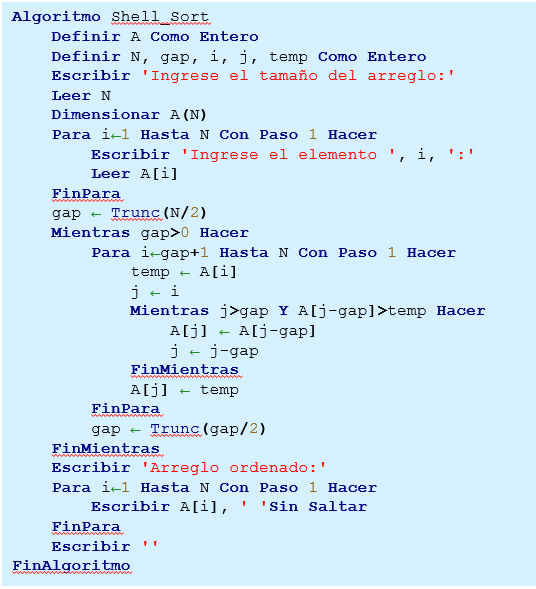 Algoritmo Shell_Sort
Definir A Como Entero
Definir N, gap, i, j, temp Como Entero
Escribir 'Ingrese el tamaño del arreglo:'
Leer N
Dimensionar A(N)
Para i←1 Hasta N Con Paso 1 Hacer
Escribir 'Ingrese el elemento ', i, ':'
Leer A[i]
FinPara
gap ← Trunc(N/2)
Mientras gap>0 Hacer
Para i←gap+1 Hasta N Con Paso 1 Hacer
temp ← A[i]
j ← i
Mientras j>gap Y A[j-gap]>temp Hacer
A[j] ← A[j-gap]
j ← j-gap
FinMientras
A[j] ← temp
FinPara
gap ← Trunc(gap/2)
FinMientras
Escribir 'Arreglo ordenado:'
Para i←1 Hasta N Con Paso 1 Hacer
Escribir A[i], ' 'Sin Saltar
FinPara
Escribir ''
FinAlgoritmo